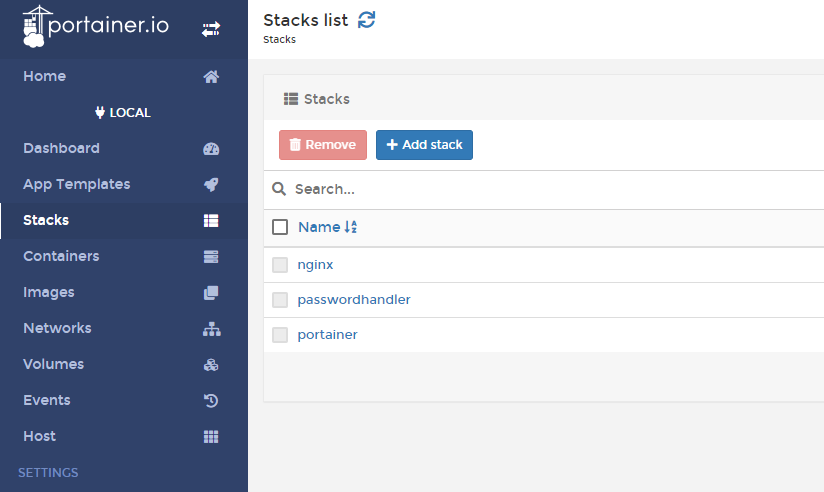 portainer.io
Home
LOCAL
Dashboard
App Templates
Stacks
Containers
Images
Networks
Volumes
Events
Host
SETTINGS
Stacks list
Stacks
Stacks
Remove
Add stack
Search...
Name
nginx
passwordhandler
portainer